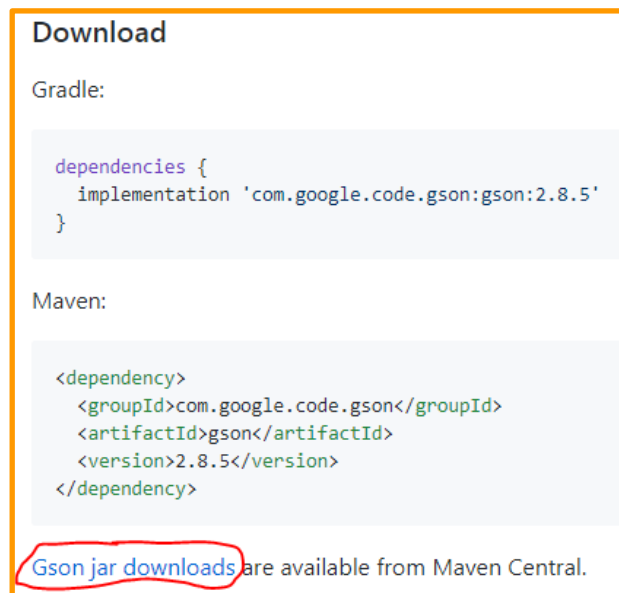 Download
Gradle:
dependencies {
  implementation 'com.google.code.gson:gson:2.8.5'
}
Maven:
<dependency>
  <groupId>com.google.code.gson</groupId>
  <artifactId>gson</artifactId>
  <version>2.8.5</version>
</dependency>
Gson jar downloads are available from Maven Central.